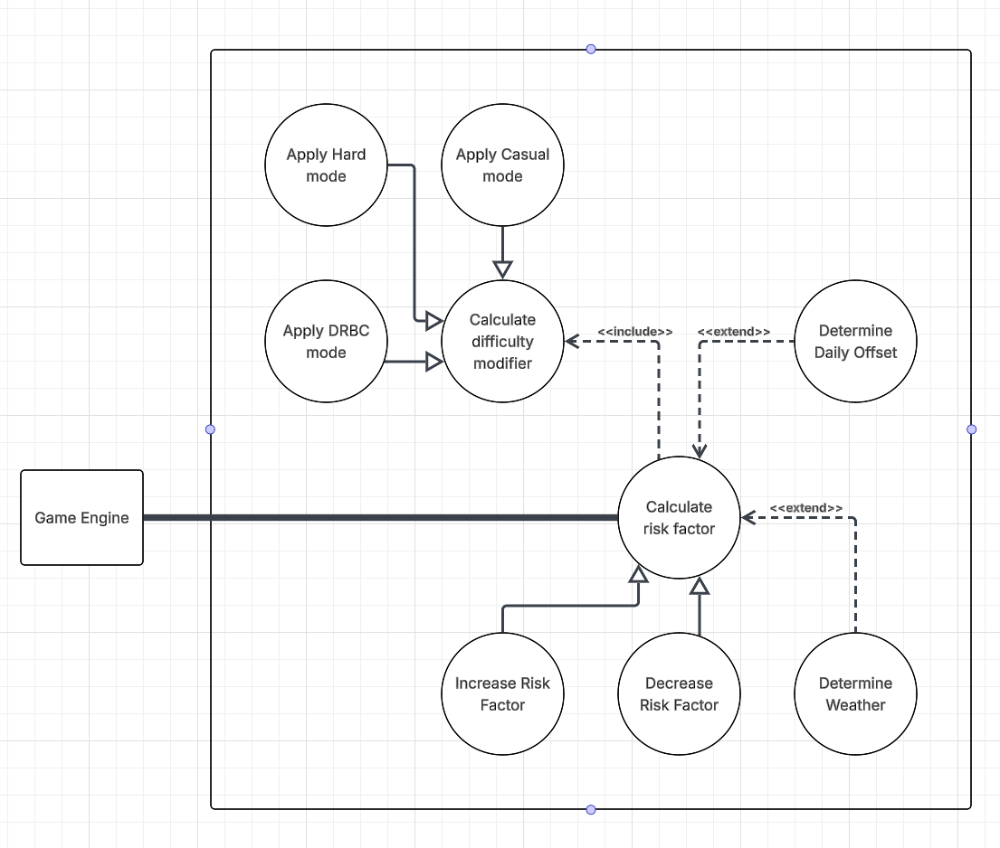 Apply Hard
mode
Apply Casual
mode
Apply DRBC
mode
Calculate
difficulty
modifier
<<include>>
<<extend>>
Determine
Daily Offset
Game Engine
Calculate
risk factor
<<extend>>
Increase Risk
Factor
Decrease
Risk Factor
Determine
Weather